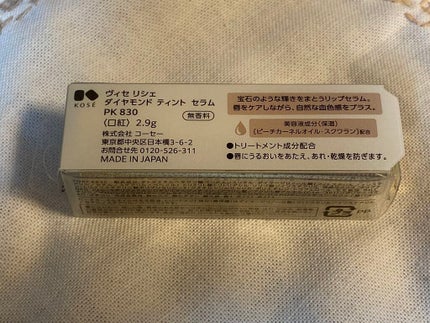 KOSÉ
ヴィセ リシェ
ダイヤモンド ティント セラム
PK 830
無香料
〈口紅〉2.9g
株式会社 コーセー
東京都中央区日本橋3-6-2
お問合せ先 0120-526-311
MADE IN JAPAN
宝石のような輝きをまとうリップセラム。
唇をケアしながら、自然な血色感をプラス。
美容液成分〈保湿〉
(ピーチカーネルオイル・スクワラン)配合
●トリートメント成分配合
●唇にうるおいをあたえ、あれ・乾燥を防ぎます。
PP